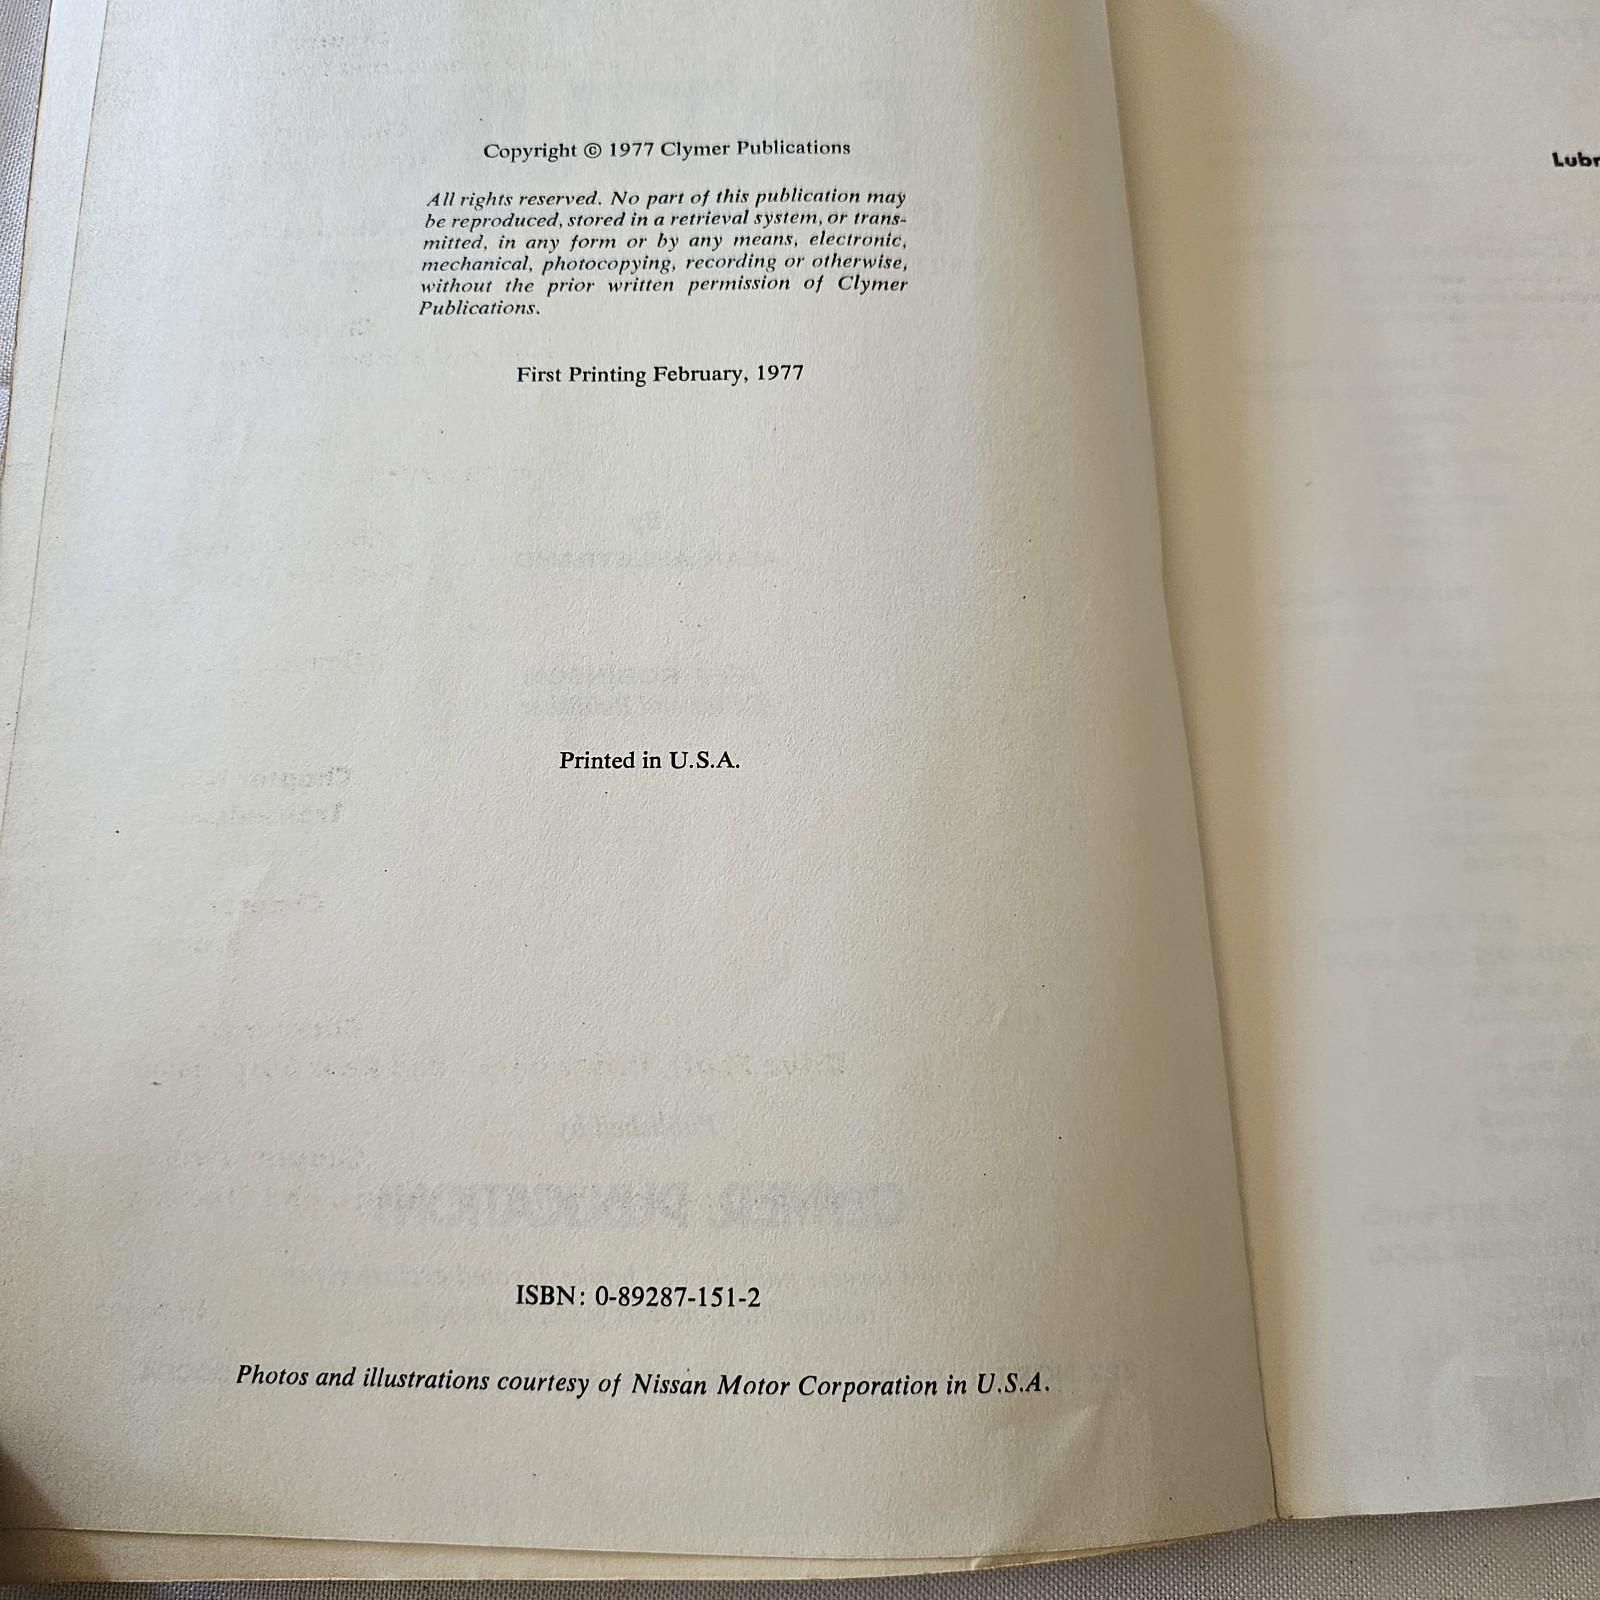 Copyright © 1977 Clymer Publications
All rights reserved. No part of this publication may
be reproduced, stored in a retrieval system, or trans-
mitted, in any form or by any means, electronic,
mechanical, photocopying, recording or otherwise,
without the prior written permission of Clymer
Publications.
First Printing February, 1977
Printed in U.S.A.
ISBN: 0-89287-151-2
Photos and illustrations courtesy of Nissan Motor Corporation in U.S.A.
Lubr